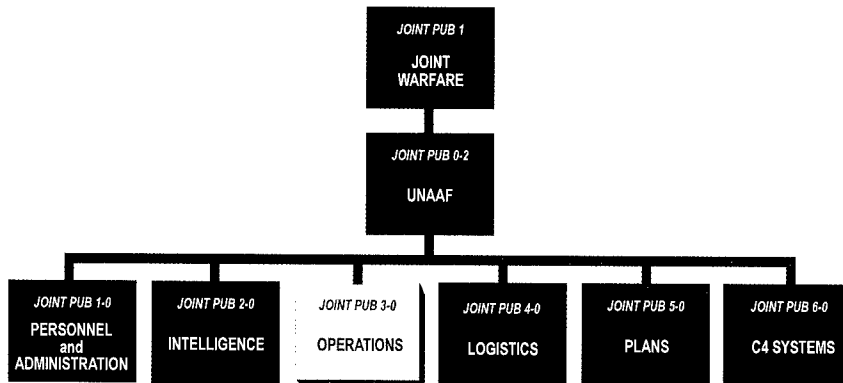 JOINT PUB 1
JOINT
WARFARE
JOINT PUB 0-2
UNAAF
JOINT PUB 1-0
PERSONNEL
and
ADMINISTRATION
JOINT PUB 2-0
INTELLIGENCE
JOINT PUB 3-0
OPERATIONS
JOINT PUB 4-0
LOGISTICS
JOINT PUB 5-0
PLANS
JOINT PUB 6-0
C4 SYSTEMS